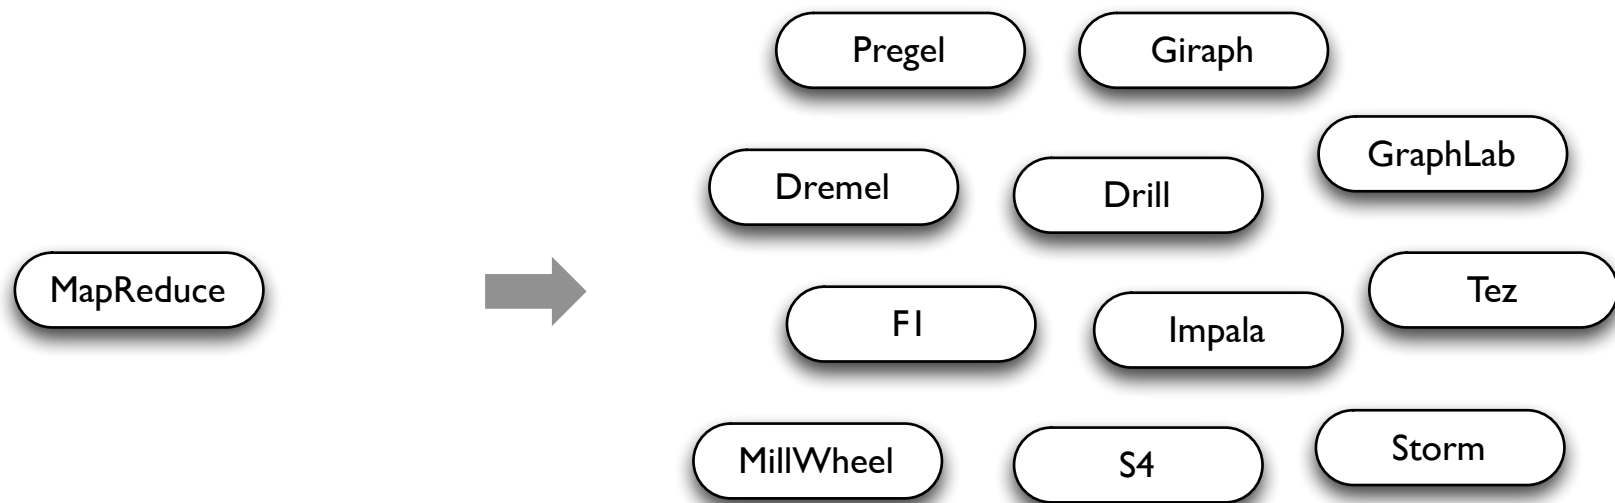 Pregel
Giraph
GraphLab
Dremel
Drill
MapReduce
Tez
F1
Impala
MillWheel
S4
Storm